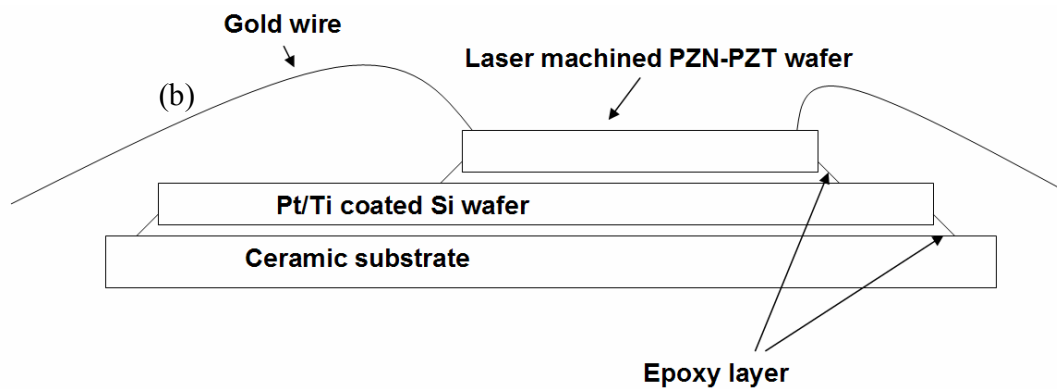 Gold wire
Laser machined PZN-PZT wafer
(b)
Pt/Ti coated Si wafer
Ceramic substrate
Epoxy layer